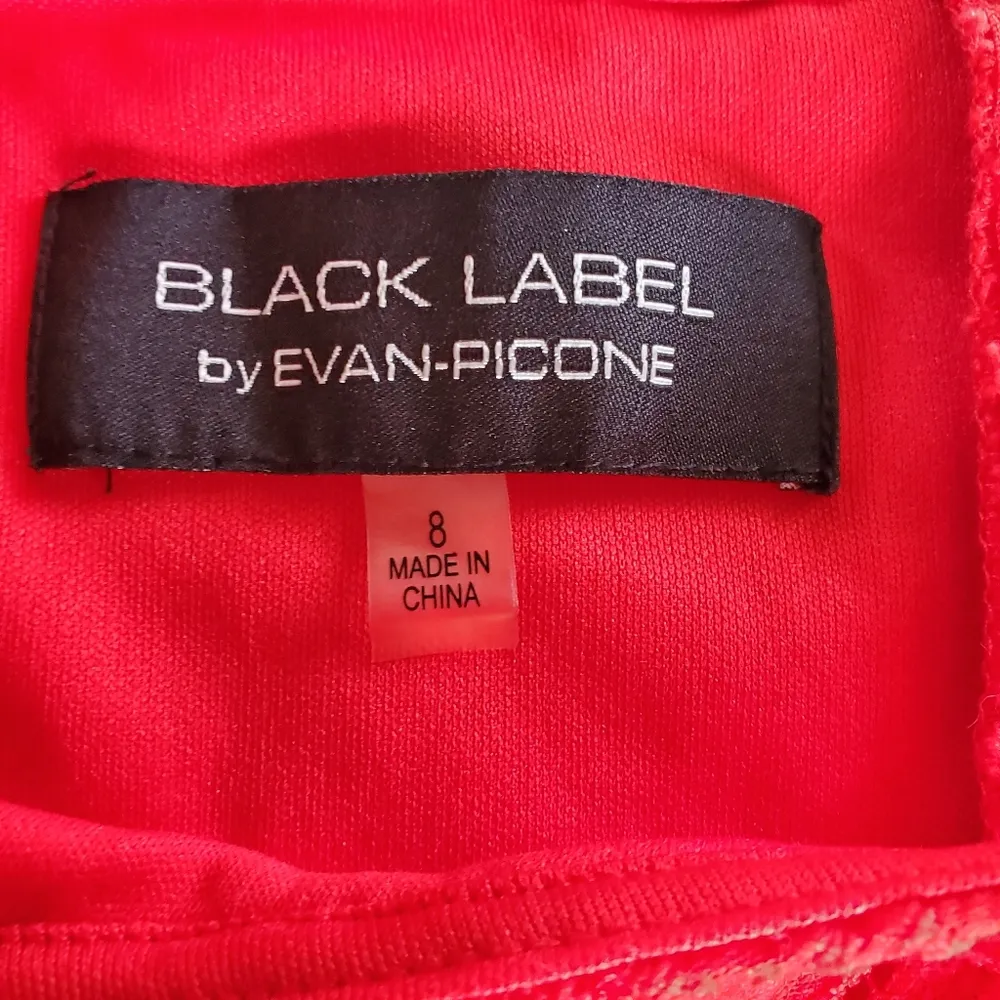 BLACK LABEL
by EVAN-PICONE
8
MADE IN
CHINA